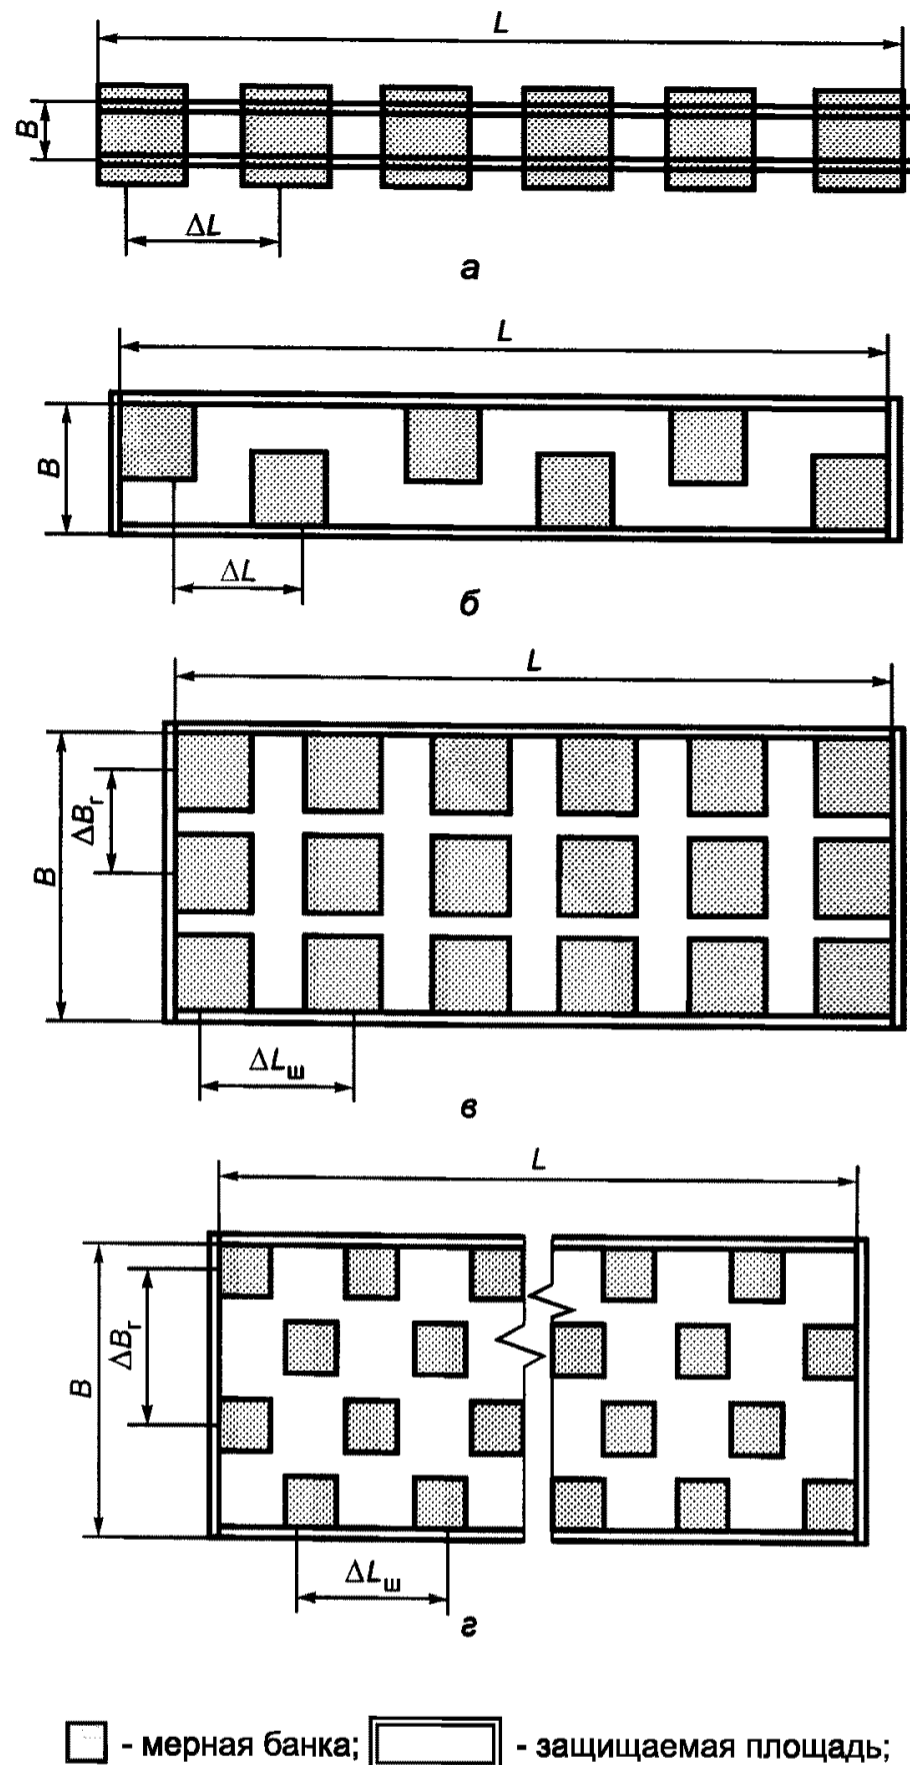 L
B
ΔL
а
L
B
ΔL
б
L
ΔBг
B
ΔLш
в
L
ΔBг
B
ΔLш
г
- мерная банка; - защищаемая площадь;